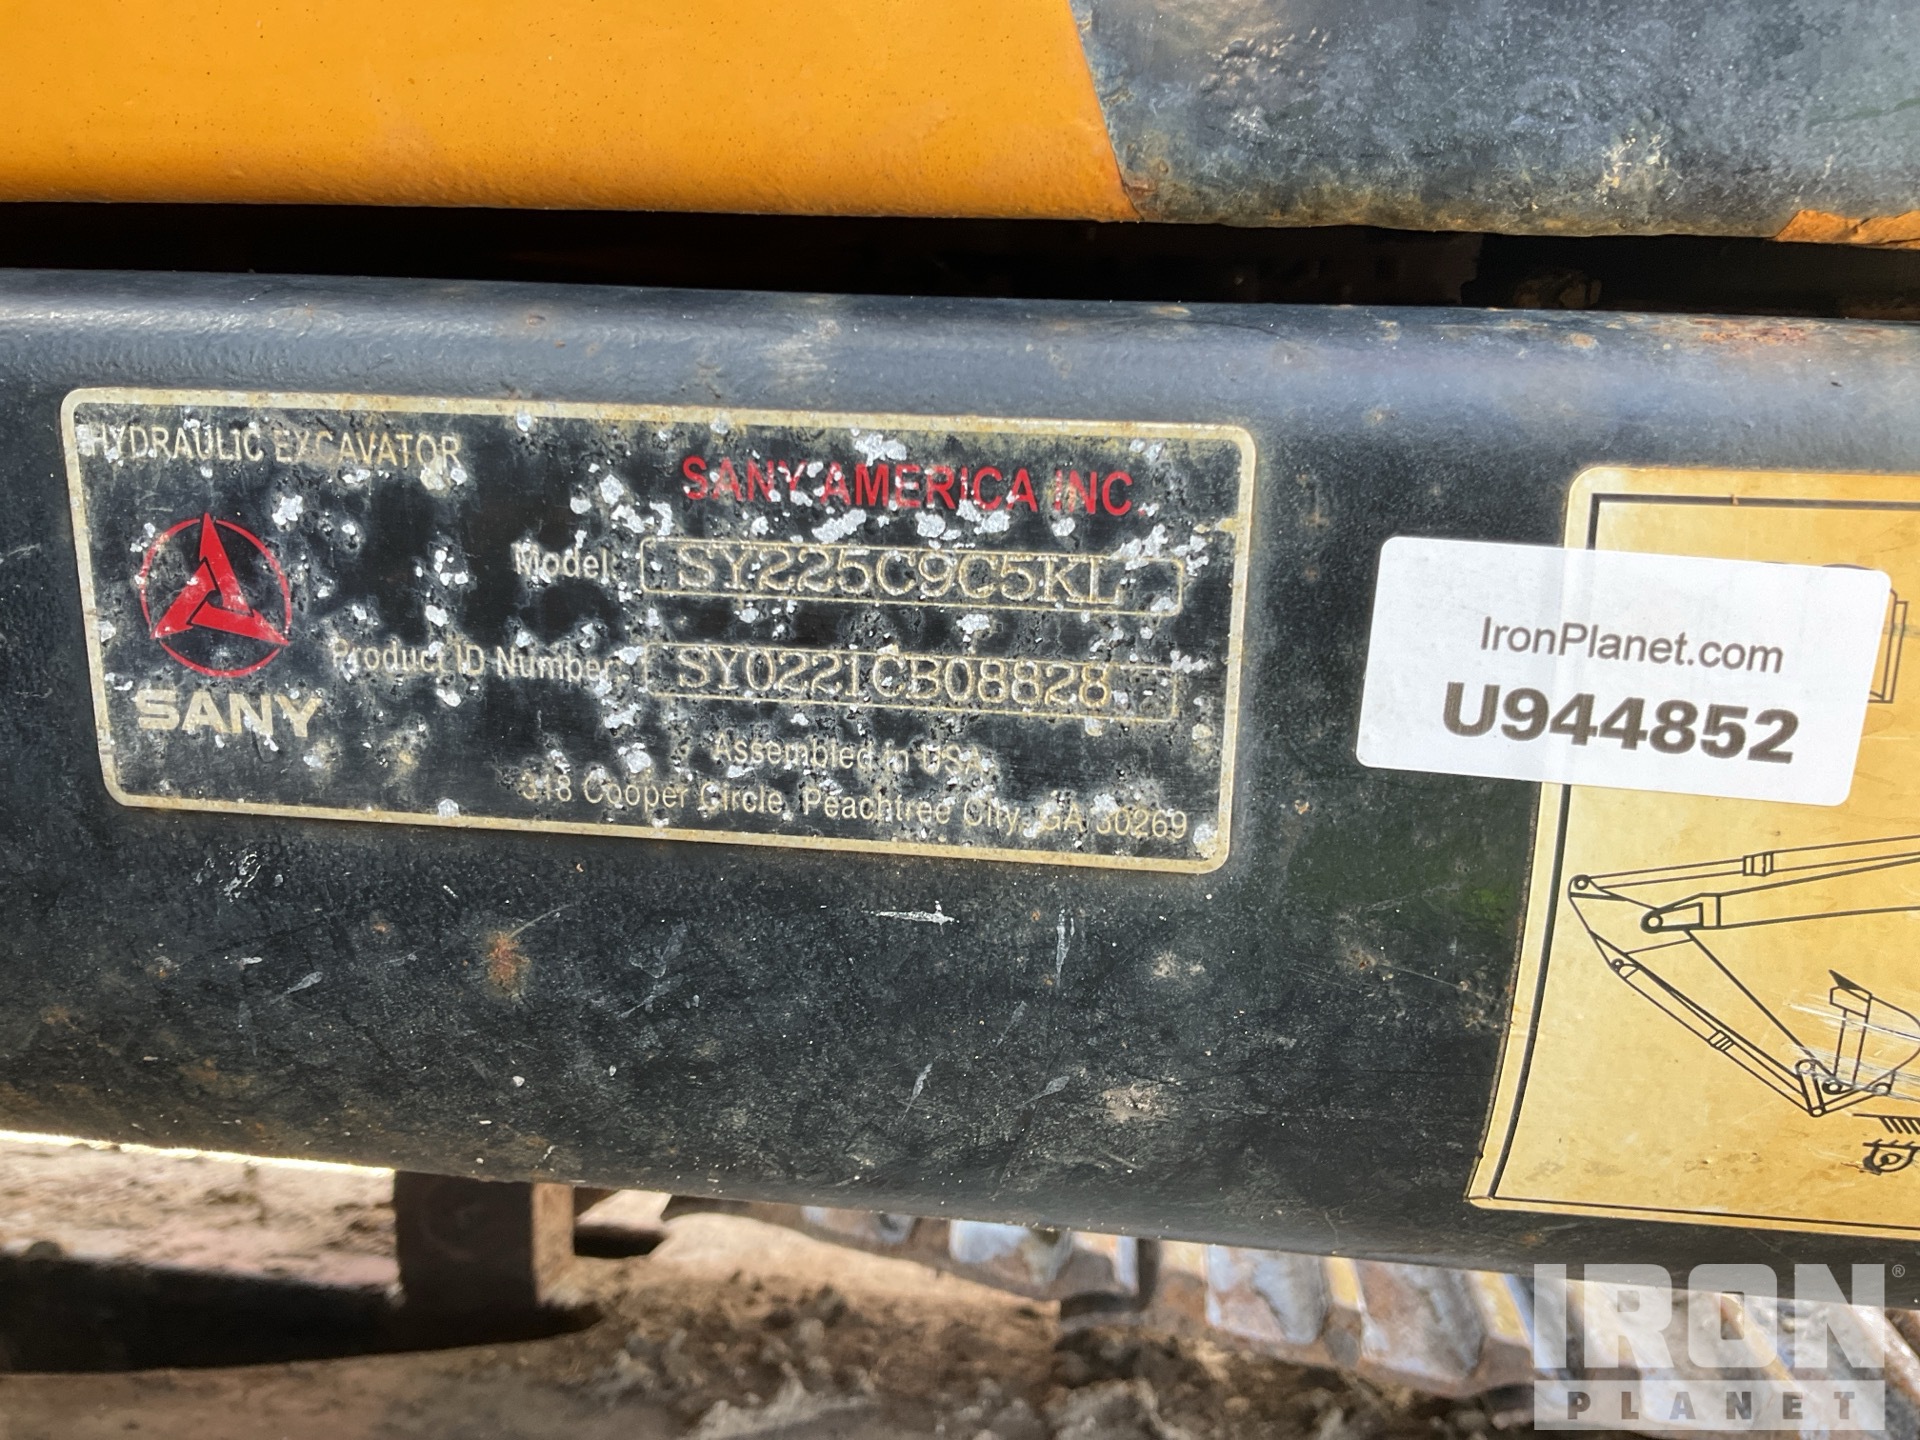 HYDRAULIC EXCAVATOR
SANY AMERICA INC.
Model: SY225C9C5KL
Product ID Number: SY0221CB08828
SANY
Assembled in USA
318 Cooper Circle, Peachtree City, GA 30269
IronPlanet.com
U944852
IRON®
PLANET